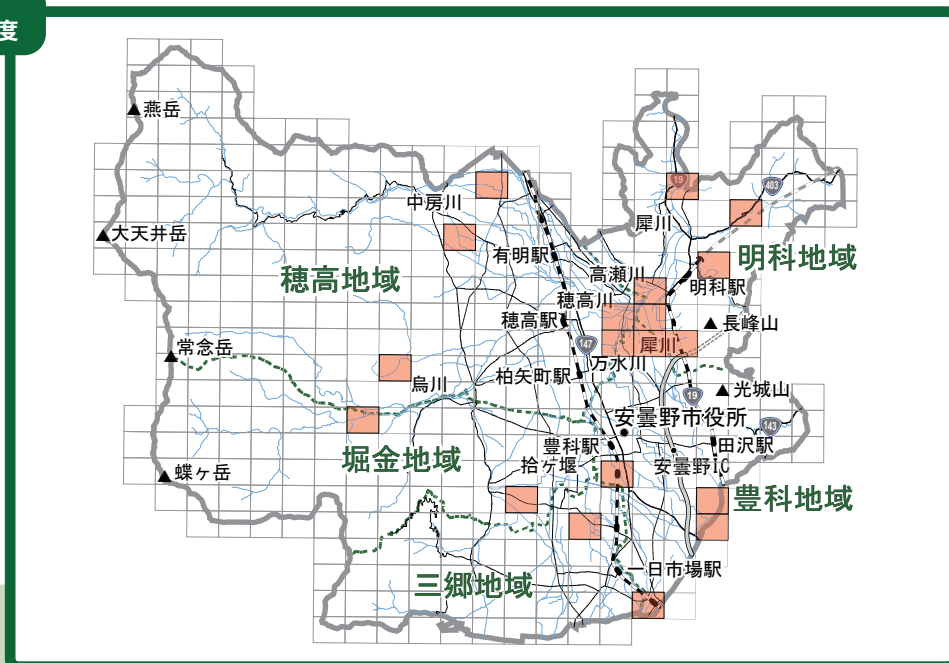 度
燕岳
大天井岳
中房川
有明駅
穂高地域
19
403
犀川
明科地域
高瀬川
明科駅
穂高川
穂高駅
長峰山
147
犀川
万水川
常念岳
烏川
柏矢町駅
光城山
19
安曇野市役所
143
豊科駅
田沢駅
堀金地域
拾ヶ堰
安曇野IC
蝶ヶ岳
豊科地域
一日市場駅
三郷地域